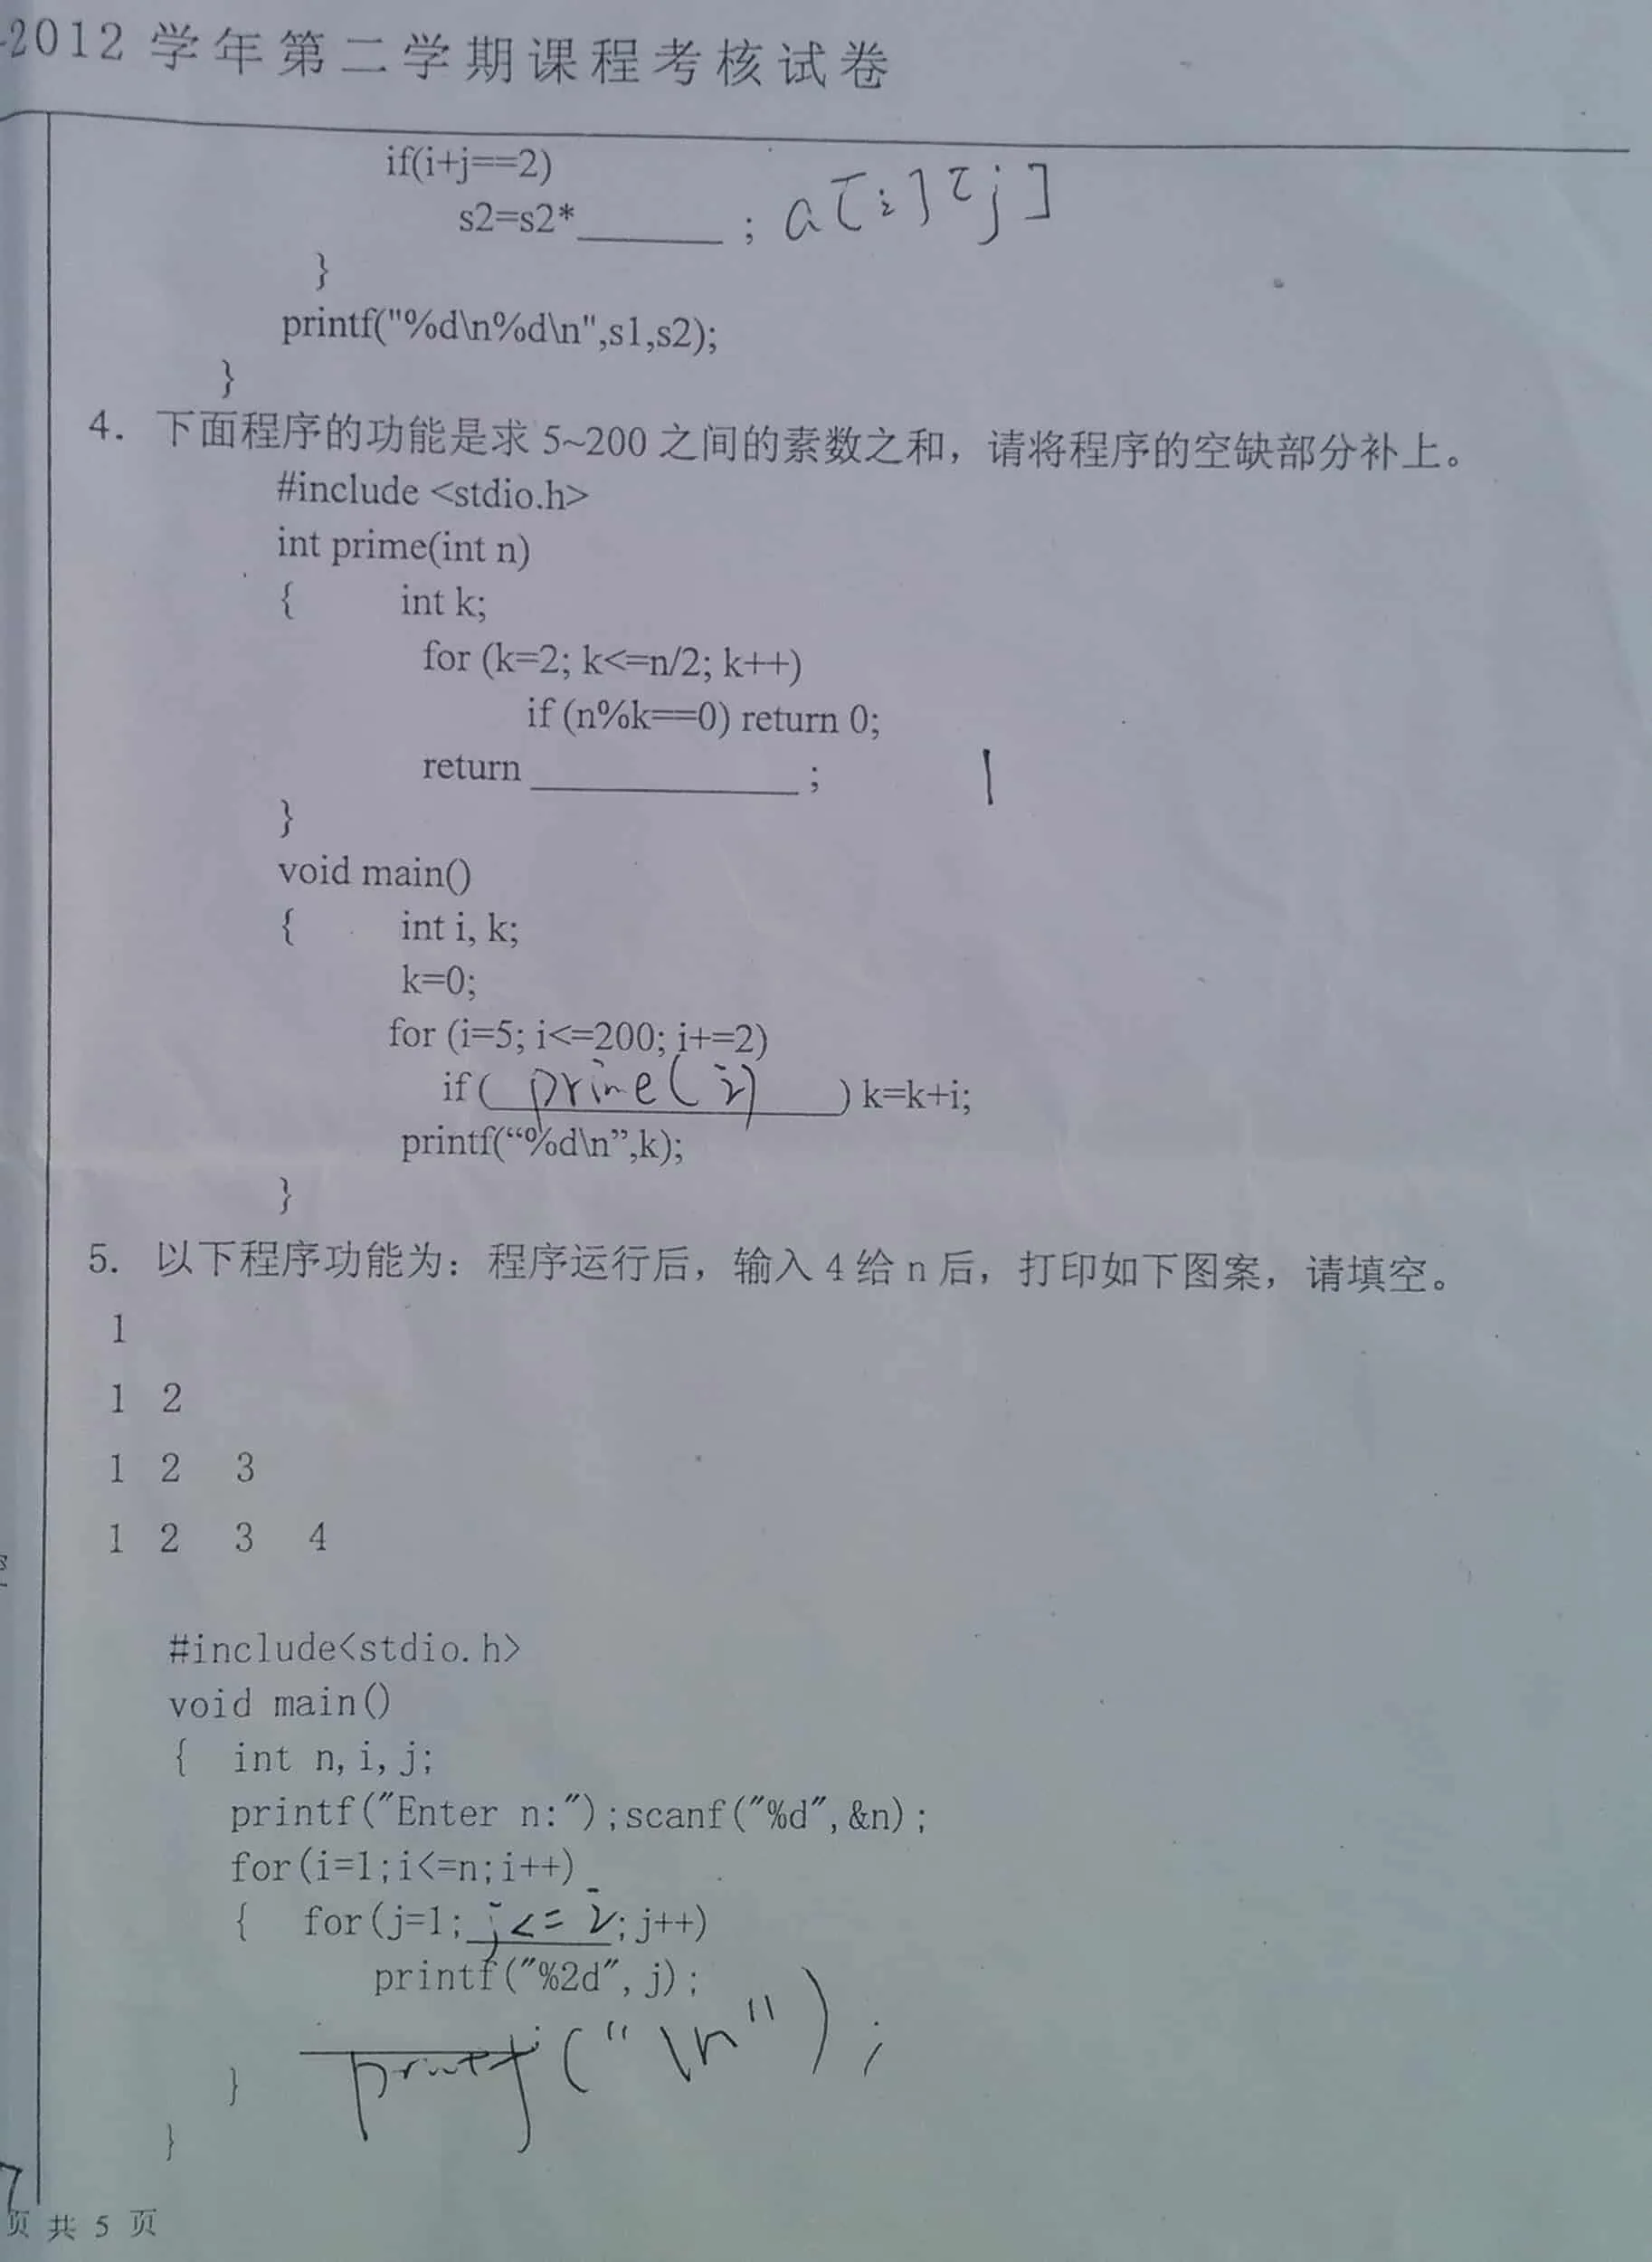 -2012 学年第二学期课程考核试卷
if(i+j==2)
s2=s2*______ ; a[i][j]
}
printf("%d\n%d\n",s1,s2);
}
4. 下面程序的功能是求 5~200 之间的素数之和，请将程序的空缺部分补上。
#include <stdio.h>
int prime(int n)
{ int k;
for (k=2; k<=n/2; k++)
if (n%k==0) return 0;
return ____________ ; 1
}
void main()
{ int i, k;
k=0;
for (i=5; i<=200; i+=2)
if( prime(i) ) k=k+i;
printf(“%d\n”,k);
}
5. 以下程序功能为：程序运行后，输入 4 给 n 后，打印如下图案，请填空。
1
1 2
1 2 3
1 2 3 4
#include<stdio.h>
void main()
{ int n,i,j;
printf("Enter n:");scanf("%d",&n);
for(i=1;i<=n;i++)
{ for(j=1;j<=i;j++)
printf("%2d",j);
printf("\n");
}
}
页 共 5 页